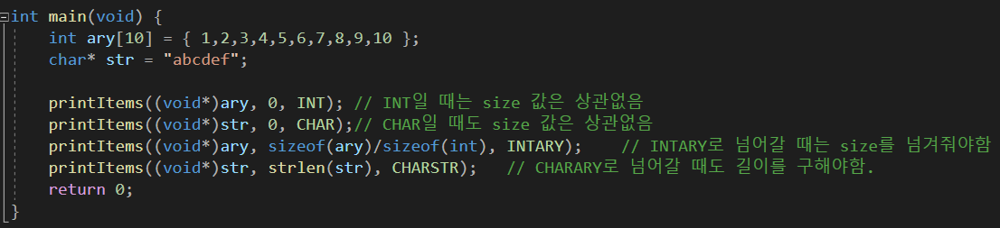 int main(void) {
    int ary[10] = { 1,2,3,4,5,6,7,8,9,10 };
    char* str = "abcdef";

    printItems((void*)ary, 0, INT); // INT일 때는 size 값은 상관없음
    printItems((void*)str, 0, CHAR);// CHAR일 때도 size 값은 상관없음
    printItems((void*)ary, sizeof(ary)/sizeof(int), INTARY);    // INTARY로 넘어갈 때는 size를 넘겨줘야함
    printItems((void*)str, strlen(str), CHARSTR);   // CHARARY로 넘어갈 때도 길이를 구해야함.
    return 0;
}